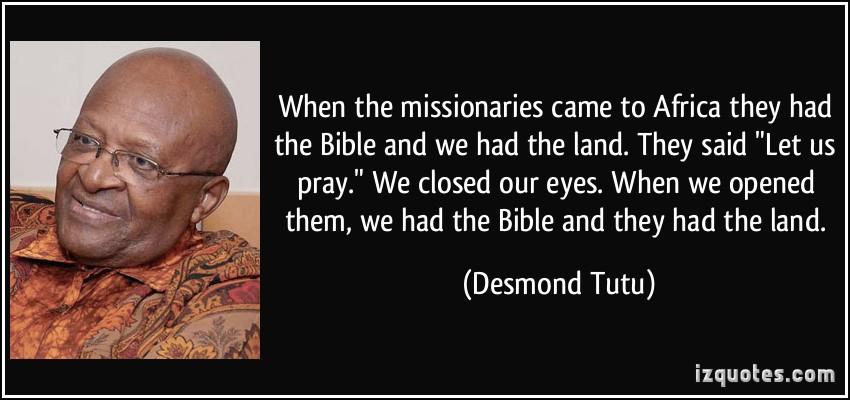 When the missionaries came to Africa they had
the Bible and we had the land. They said "Let us
pray." We closed our eyes. When we opened
them, we had the Bible and they had the land.
(Desmond Tutu)
izquotes.com